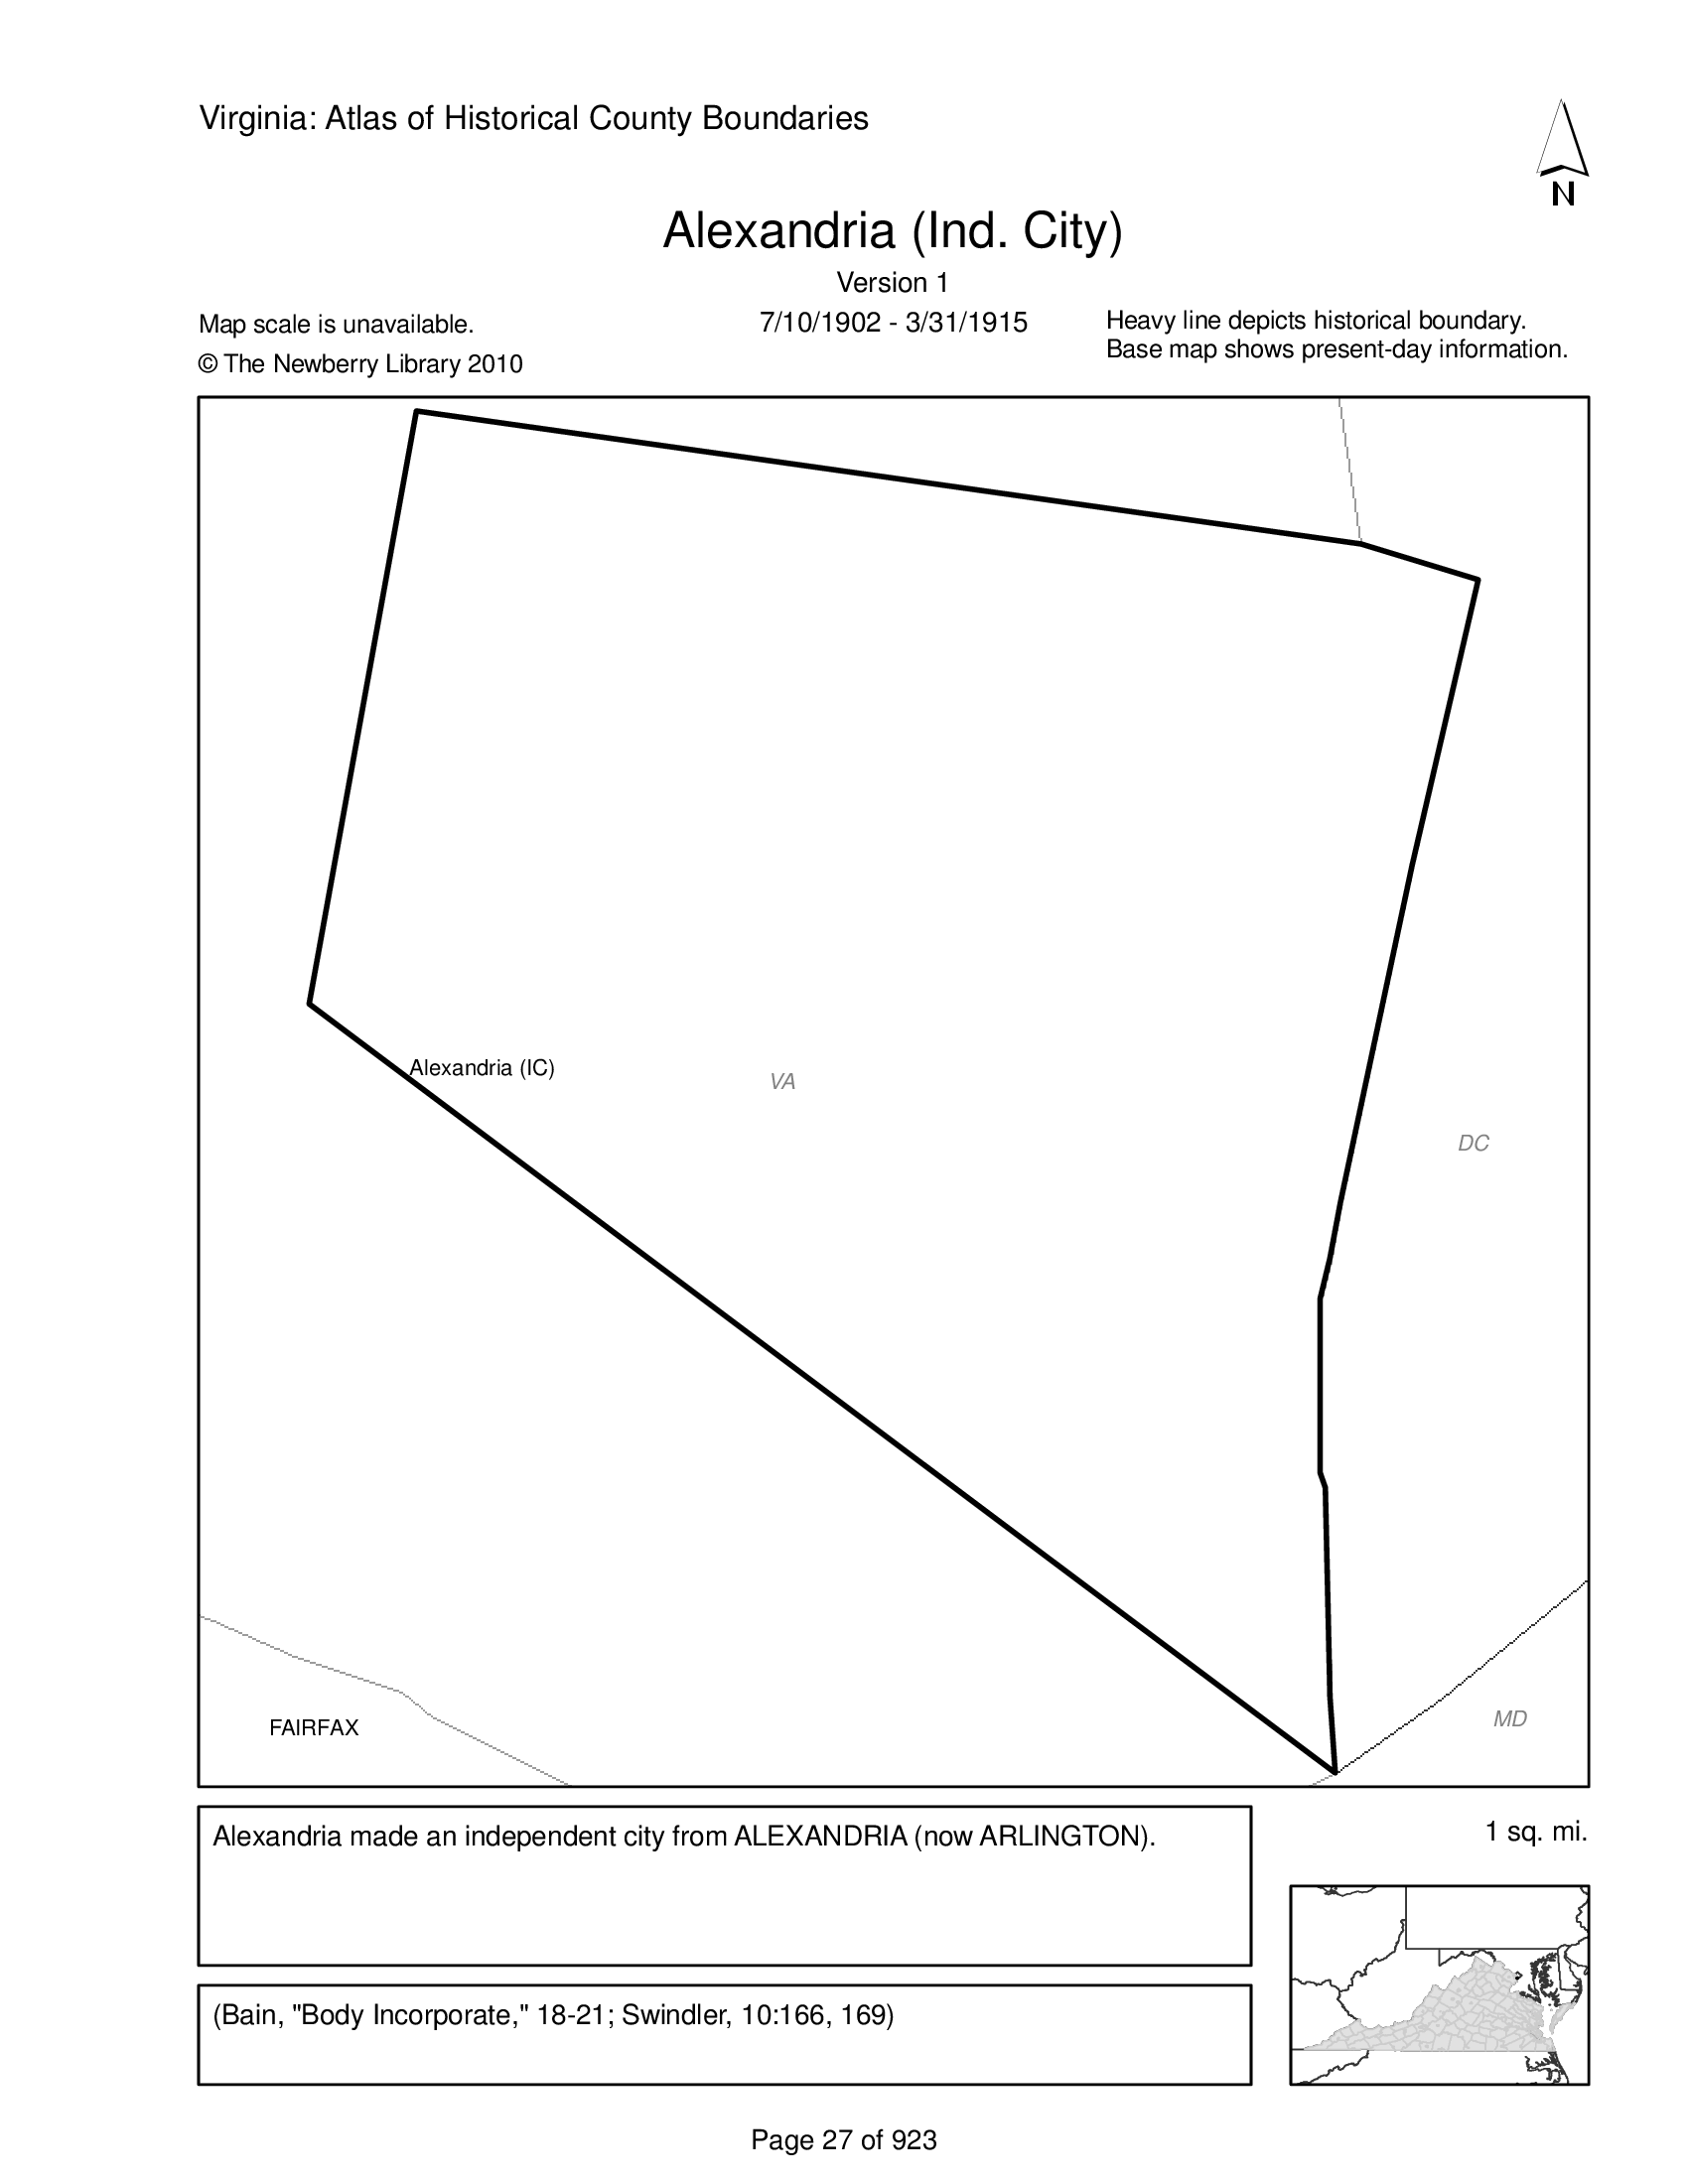 Virginia: Atlas of Historical County Boundaries
N
Alexandria (Ind. City)
Version 1
Map scale is unavailable.
7/10/1902 - 3/31/1915
Heavy line depicts historical boundary.
Base map shows present-day information.
© The Newberry Library 2010
Alexandria (IC)
VA
DC
FAIRFAX
MD
Alexandria made an independent city from ALEXANDRIA (now ARLINGTON).
1 sq. mi.
(Bain, "Body Incorporate," 18-21; Swindler, 10:166, 169)
Page 27 of 923